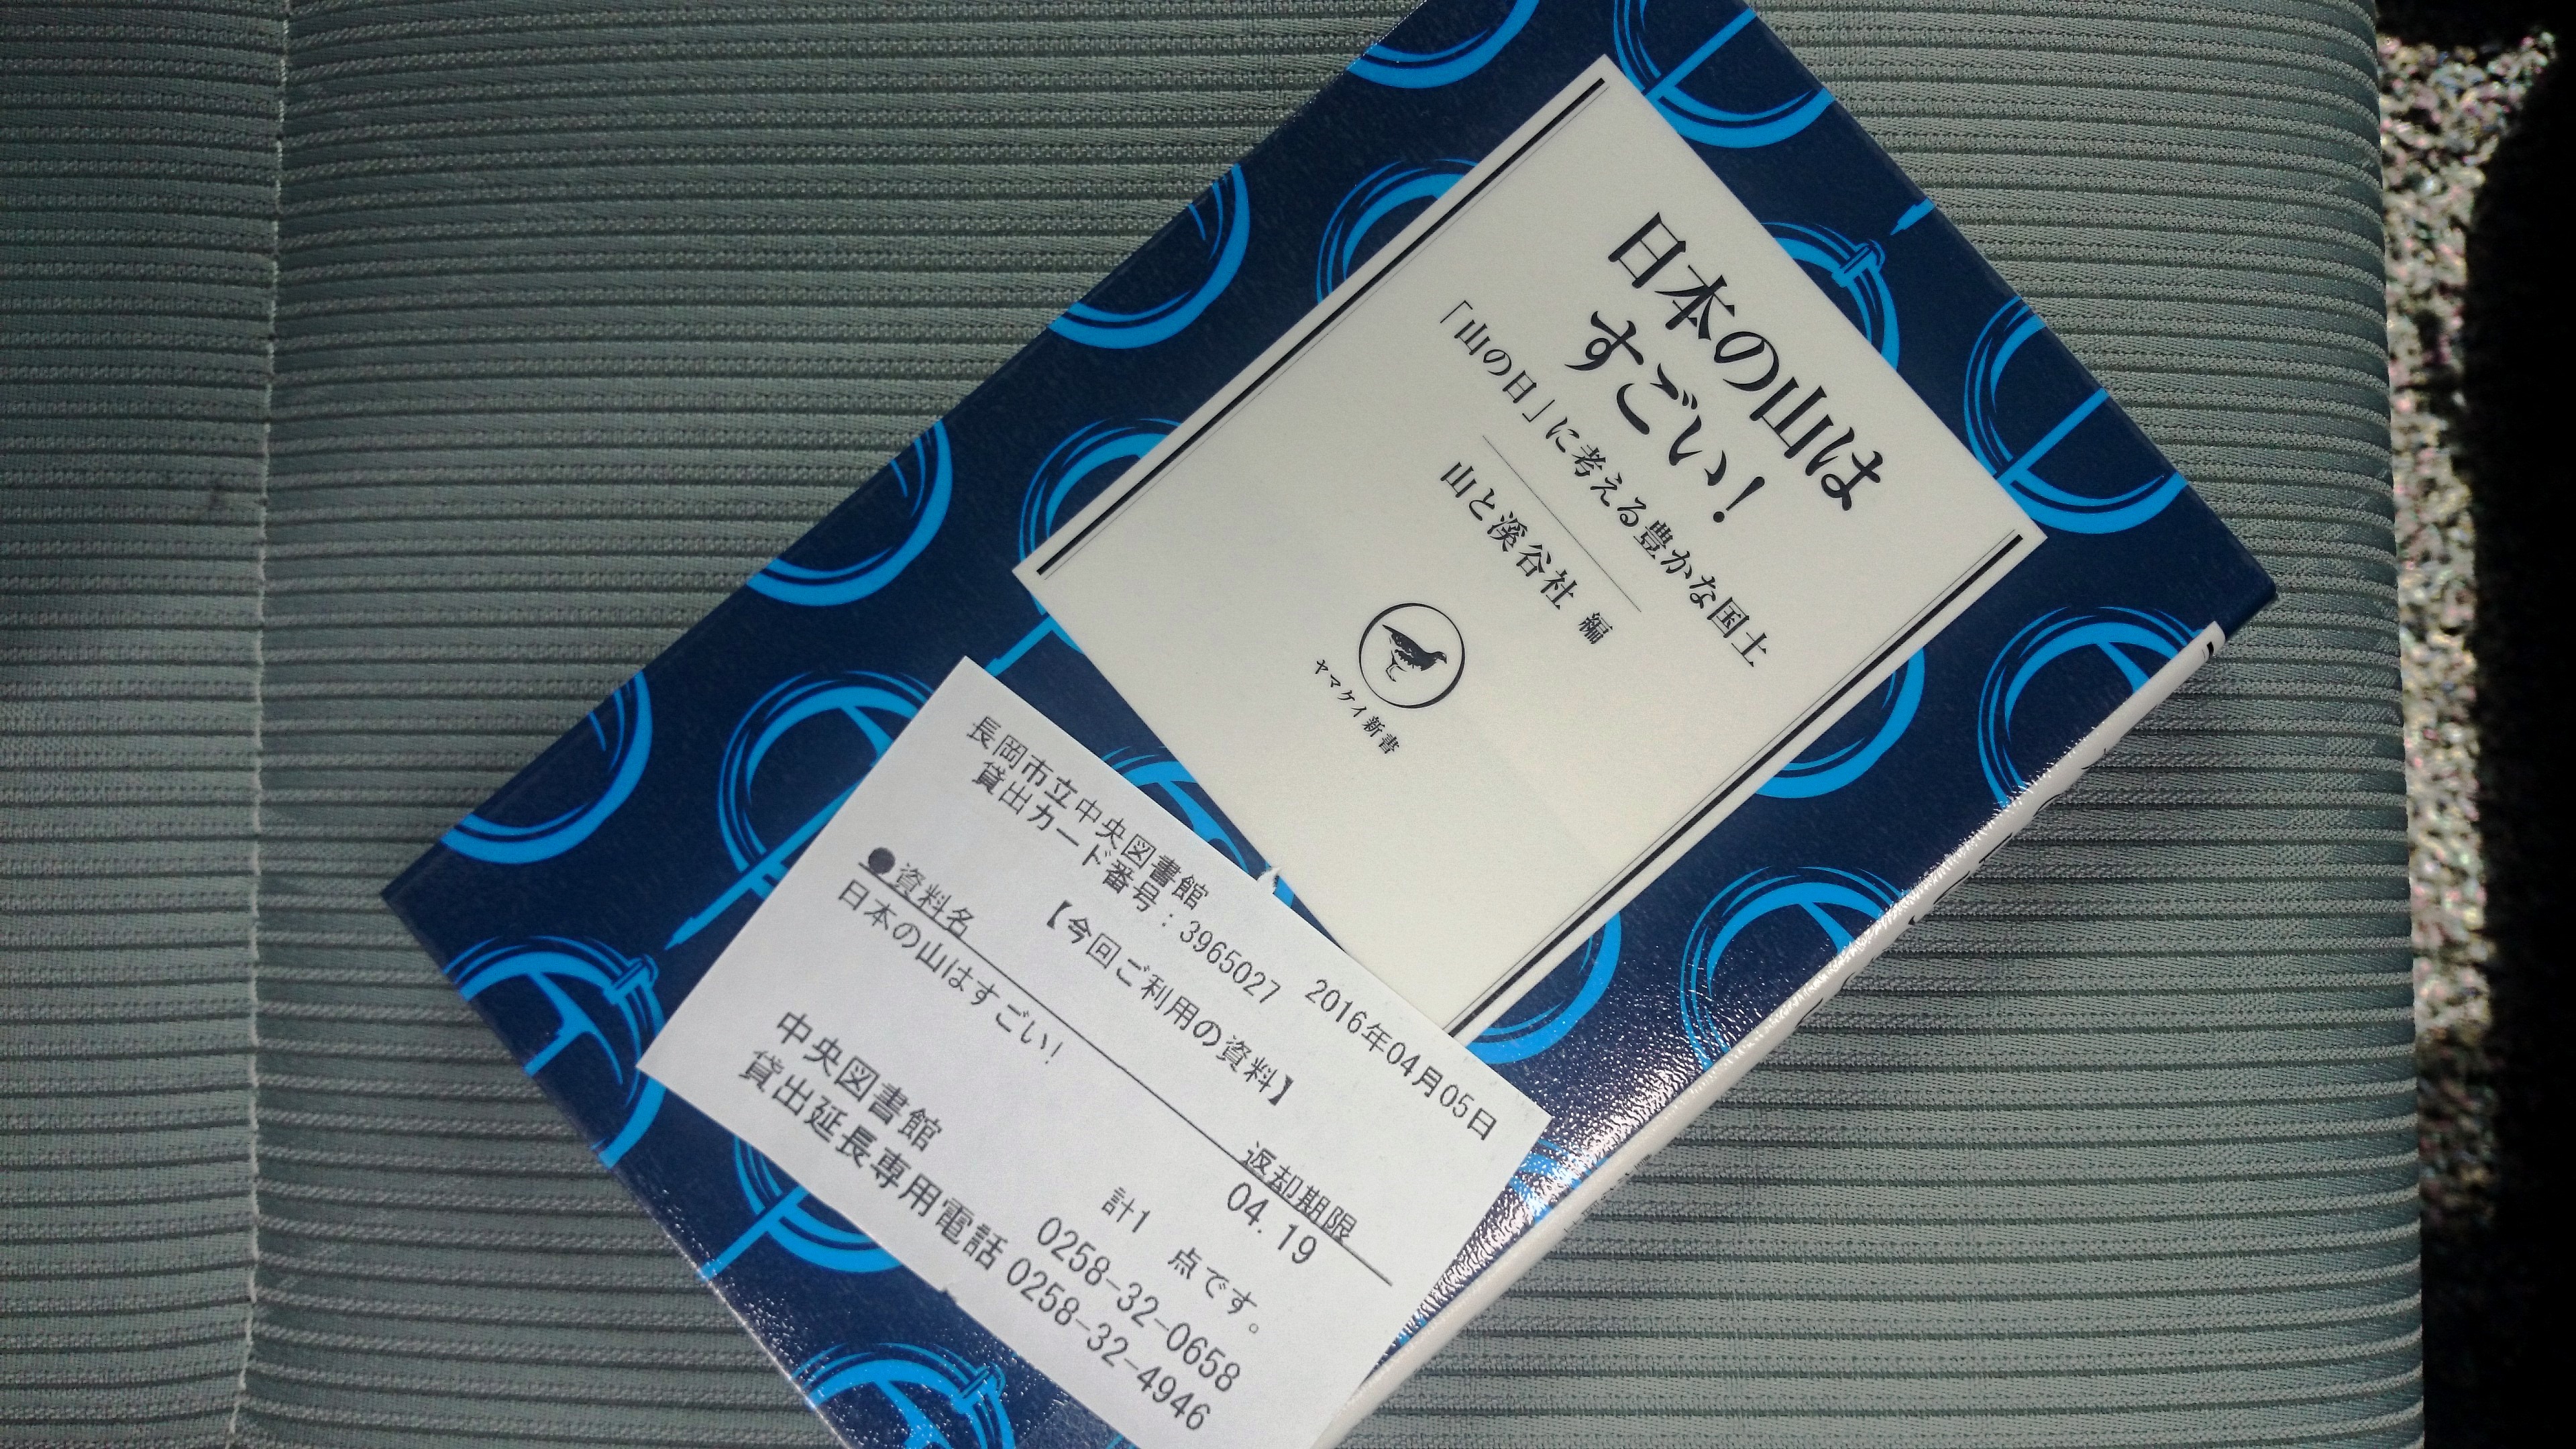 日本の山は
すごい!
「山の日」に考える豊かな国土
山と溪谷社 編
ヤマケイ新書
長岡市立中央図書館 2016年04月05日
貸出カード番号:3965027
【今回ご利用の資料】
●資料名 返却期限
日本の山はすごい! 04.19
計1 点です。
中央図書館 0258-32-0658
貸出延長専用電話 0258-32-4946